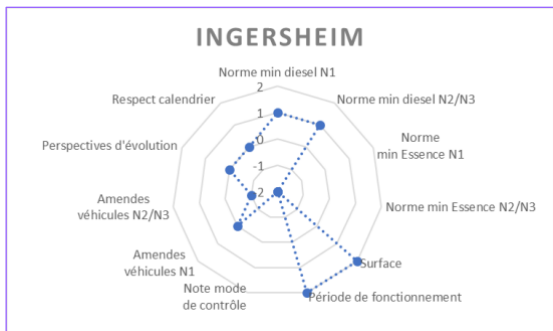 INGERSHEIM
Norme min diesel N1
Respect calendrier
Norme min diesel N2/N3
Perspectives d'évolution
Norme
min Essence N1
Amendes
véhicules N2/N3
Norme min Essence N2/N3
Amendes
véhicules N1
Surface
Note mode
de contrôle
Période de fonctionnement
2
1
0
-1
2